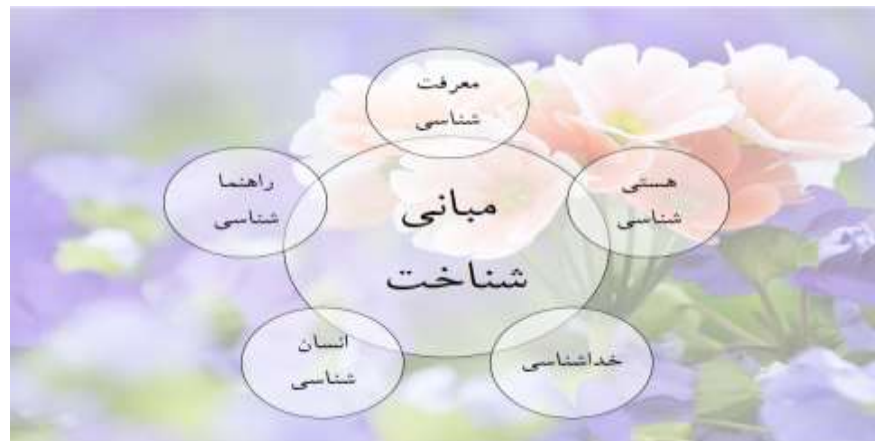 معرفت
شناسی
هستی
شناسی
خداشناسی
انسان
شناسی
راهنما
شناسی
مبانی
شناخت